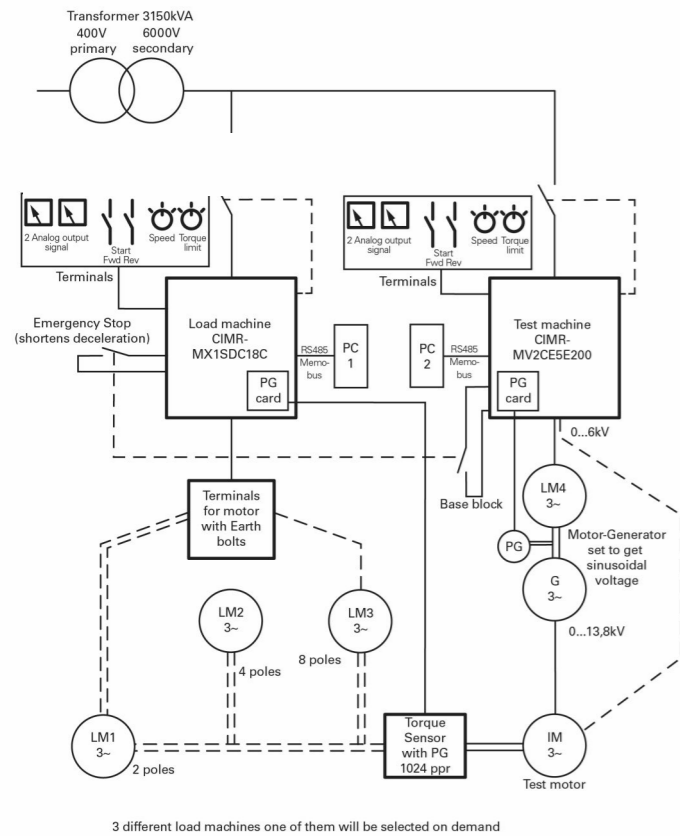 Transformer 3150kVA
400V 6000V
primary secondary
2 Analog output
signal
Start
Fwd Rev
Speed Torque
limit
Terminals
2 Analog output
signal
Start
Fwd Rev
Speed Torque
limit
Terminals
Emergency Stop
(shortens deceleration)
Load machine
CIMR-
MX1SDC18C
PG
card
RS485
Memo-
bus
PC
1
PC
2
RS485
Memo-
bus
Test machine
CIMR-
MV2CE5E200
PG
card
0...6kV
Base block
Terminals
for motor
with Earth
bolts
LM4
3~
PG
Motor-Generator
set to get
sinusoidal
voltage
G
3~
0...13,8kV
LM2
3~
4 poles
LM3
3~
8 poles
LM1
3~
2 poles
Torque
Sensor
with PG
1024 ppr
IM
3~
Test motor
3 different load machines one of them will be selected on demand